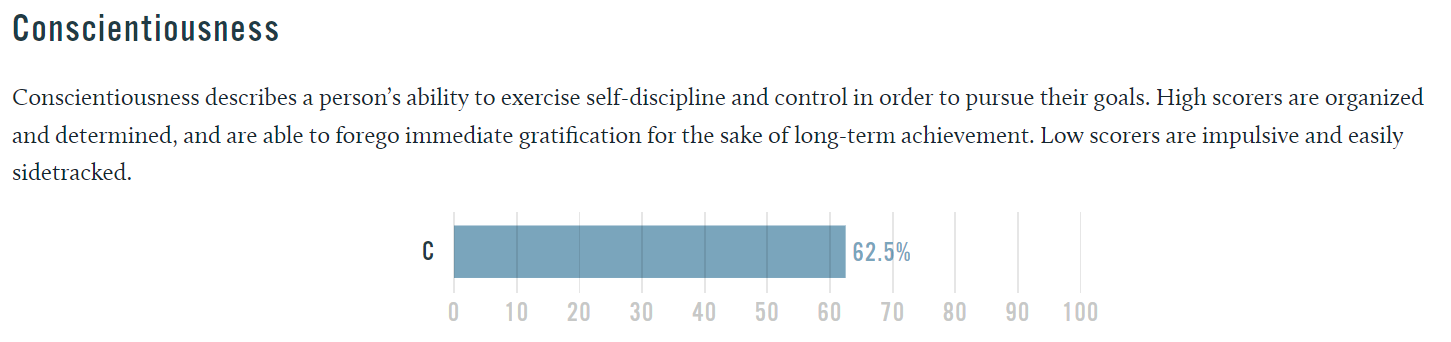 Conscientiousness
Conscientiousness describes a person’s ability to exercise self-discipline and control in order to pursue their goals. High scorers are organized
and determined, and are able to forego immediate gratification for the sake of long-term achievement. Low scorers are impulsive and easily
sidetracked.
C 62.5%
0 10 20 30 40 50 60 70 80 90 100